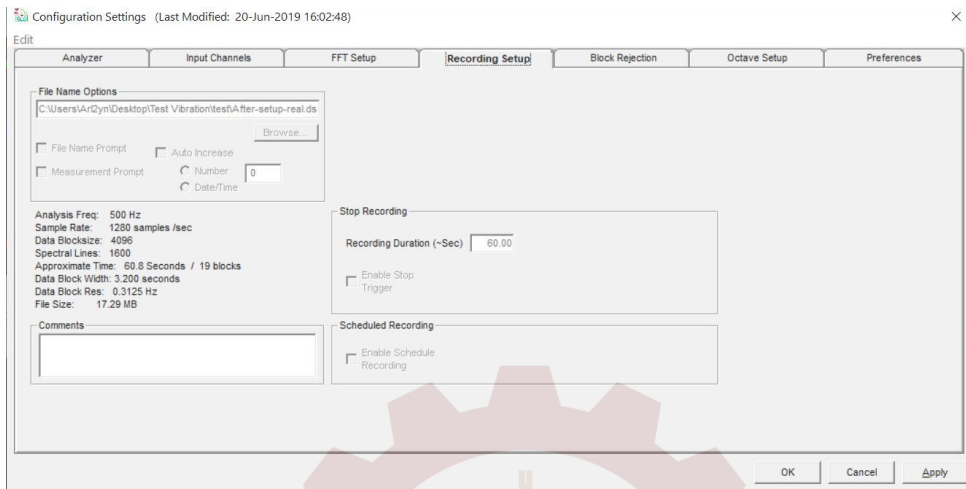 Configuration Settings (Last Modified: 20-Jun-2019 16:02:48)
Edit
Analyzer Input Channels FFT Setup Recording Setup Block Rejection Octave Setup Preferences
File Name Options
C:\Users\Arl2yn\Desktop\Test Vibration\test\After-setup-real.ds
Browse...
File Name Prompt
Auto Increase
Measurement Prompt
Number 0
Date/Time
Analysis Freq: 500 Hz
Sample Rate: 1280 samples /sec
Data Blocksize: 4096
Spectral Lines: 1600
Approximate Time: 60.8 Seconds / 19 blocks
Data Block Width: 3.200 seconds
Data Block Res: 0.3125 Hz
File Size: 17.29 MB
Stop Recording
Recording Duration (~Sec) 60.00
Enable Stop
Trigger
Comments
Scheduled Recording
Enable Schedule
Recording
OK Cancel Apply